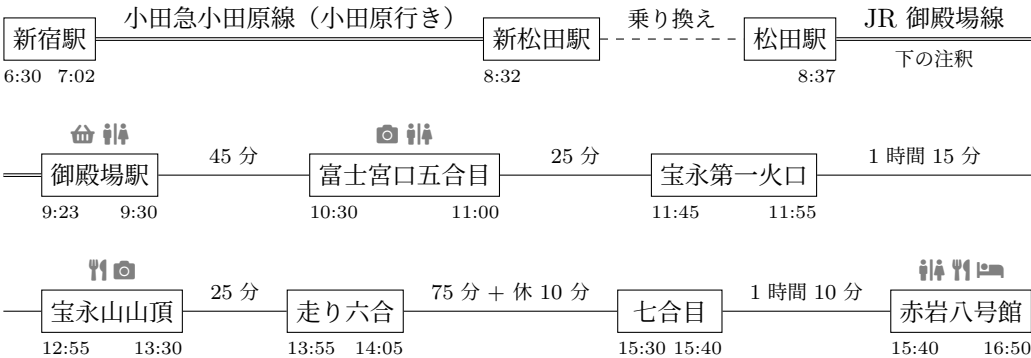 小田急小田原線（小田原行き） 乗り換え JR 御殿場線
新宿駅 新松田駅 松田駅 下の注釈
6:30 7:02 8:32 8:37
45 分 25 分 1 時間 15 分
御殿場駅 富士宮口五合目 宝永第一火口
9:23 9:30 10:30 11:00 11:45 11:55
25 分 75 分 + 休 10 分 1 時間 10 分
宝永山山頂 走り六合 七合目 赤岩八号館
12:55 13:30 13:55 14:05 15:30 15:40 15:40 16:50